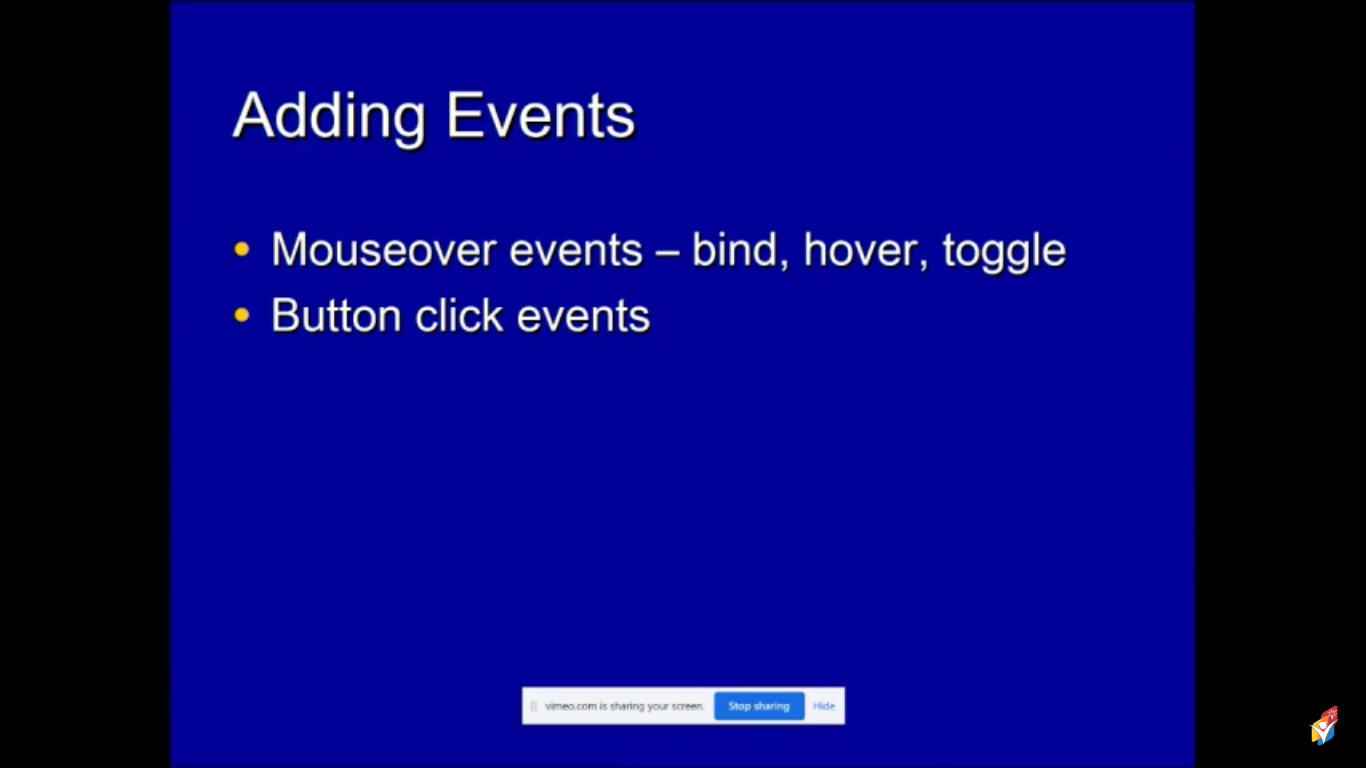 Adding Events
• Mouseover events – bind, hover, toggle
• Button click events
vimeo.com is sharing your screen. Stop sharing Hide